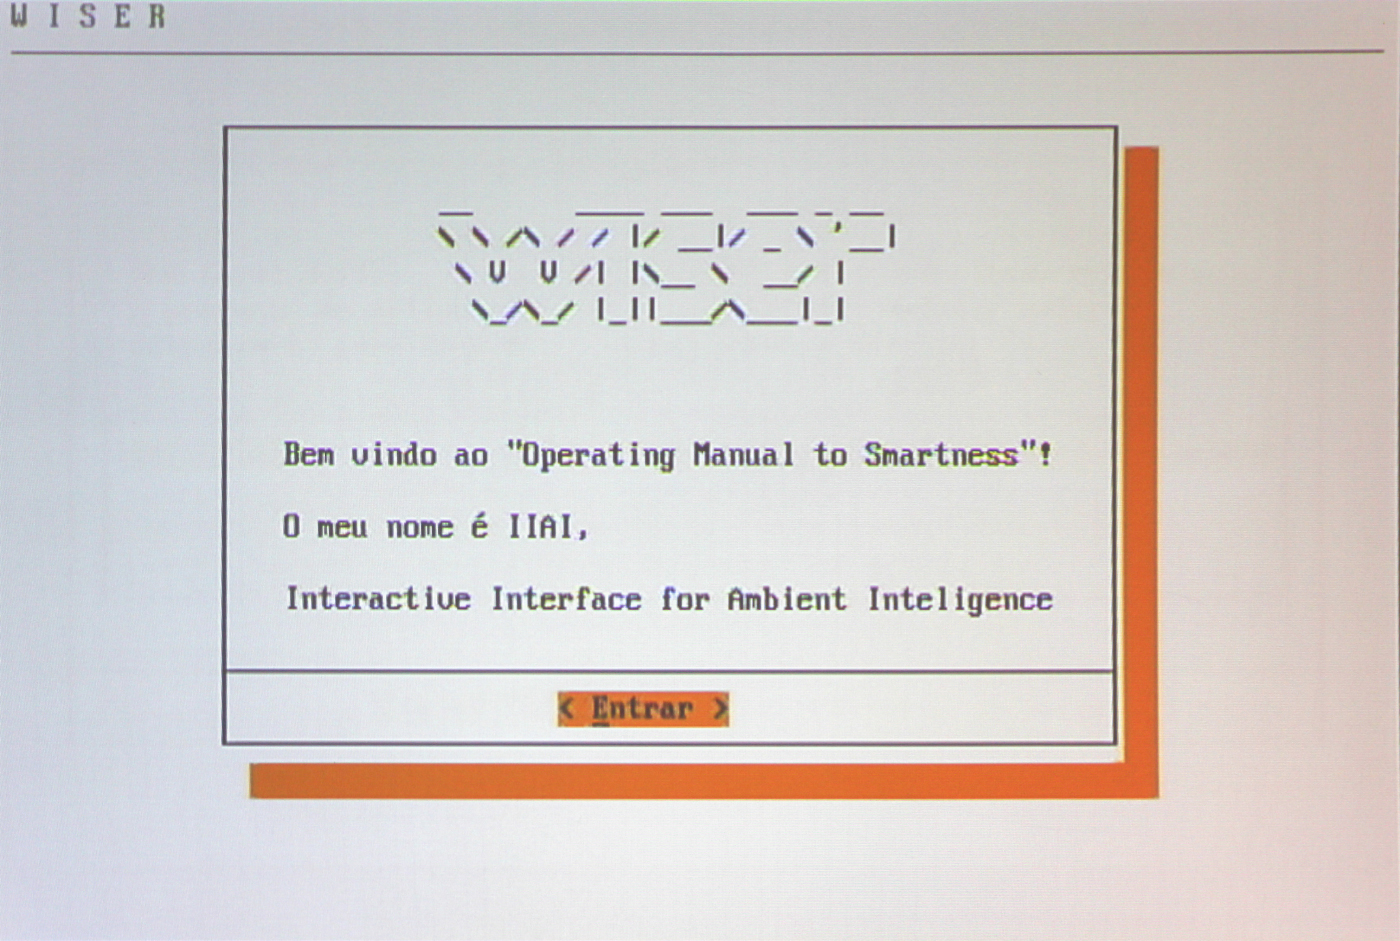 W I S E R
wiser
Bem vindo ao "Operating Manual to Smartness"!
O meu nome é IIAI,
Interactive Interface for Ambient Inteligence
< Entrar >